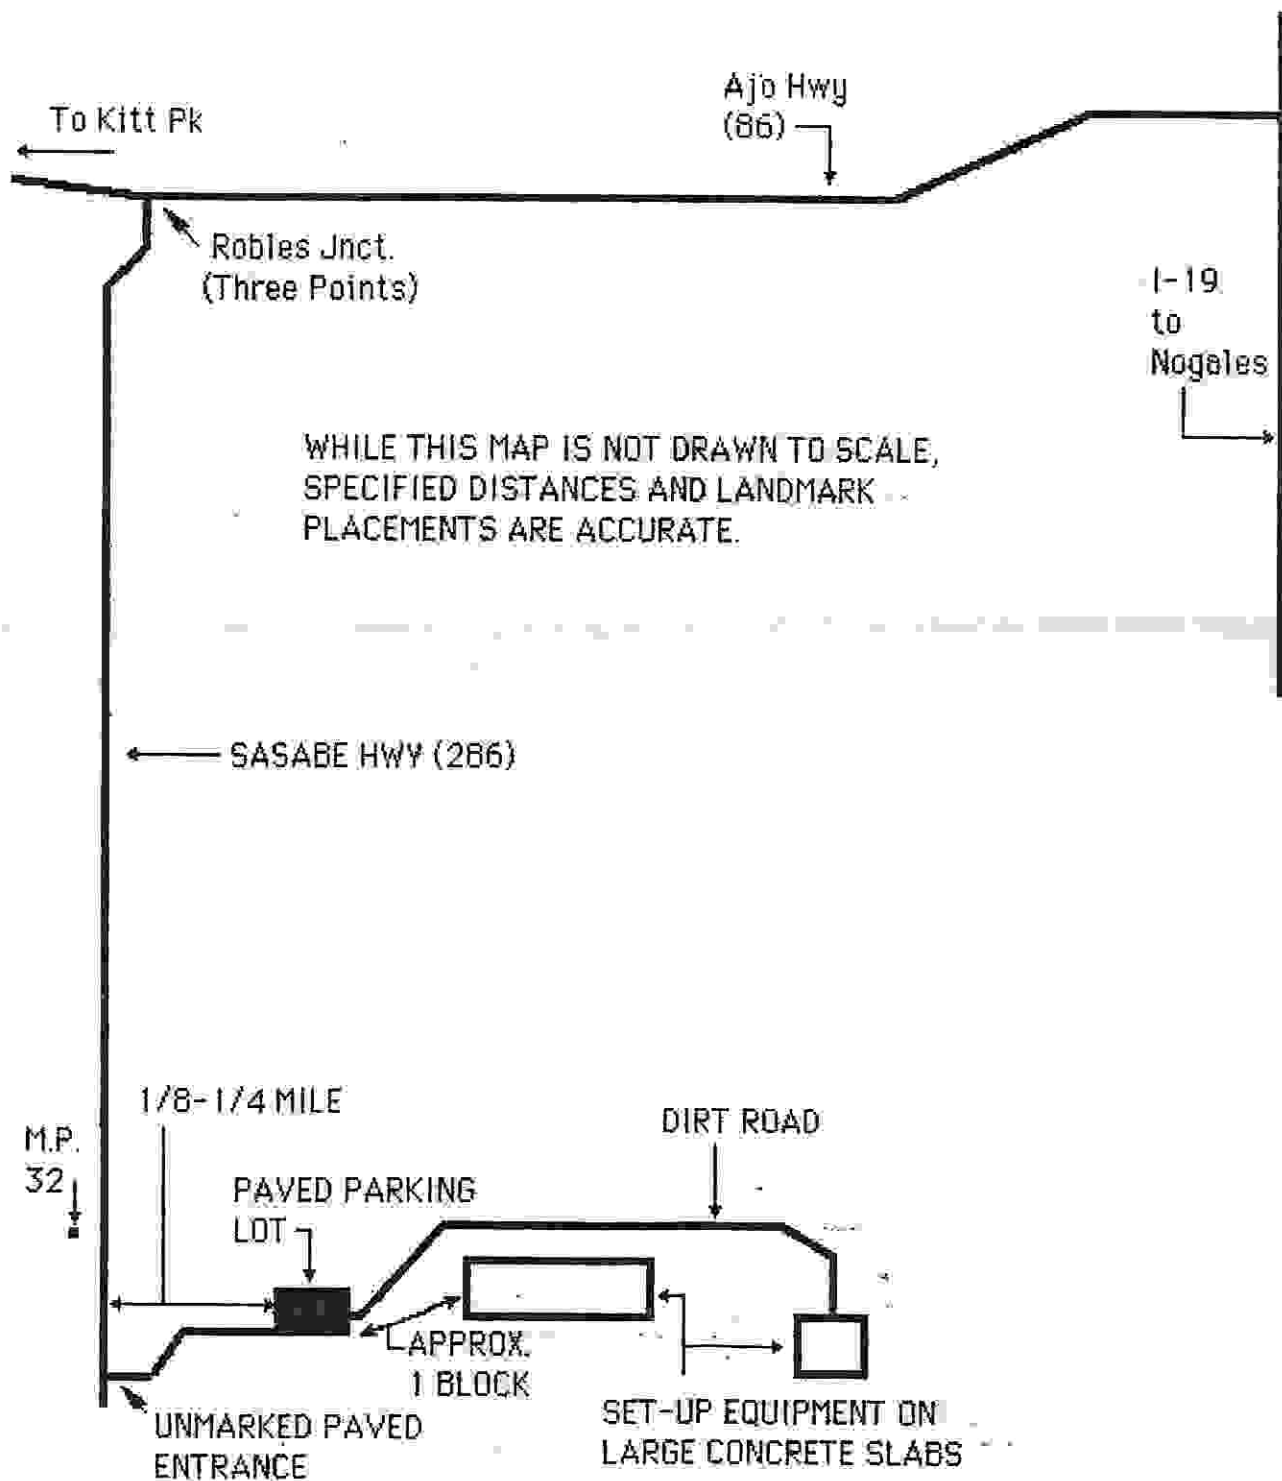 To Kitt Pk
Ajo Hwy
(86)
Robles Jnct.
(Three Points)
I-19
to
Nogales
WHILE THIS MAP IS NOT DRAWN TO SCALE,
SPECIFIED DISTANCES AND LANDMARK
PLACEMENTS ARE ACCURATE.
SASABE HWY (286)
1/8-1/4 MILE
M.P.
32
DIRT ROAD
PAVED PARKING
LOT
APPROX.
1 BLOCK
UNMARKED PAVED
ENTRANCE
SET-UP EQUIPMENT ON
LARGE CONCRETE SLABS